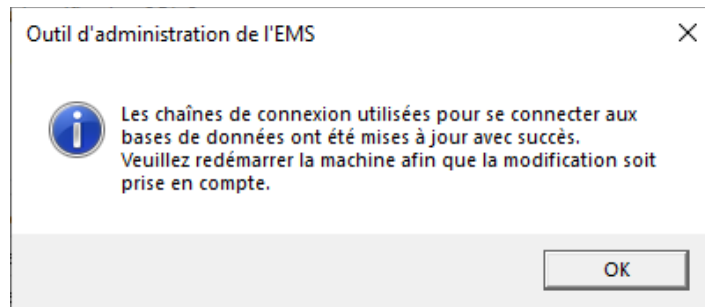 Outil d'administration de l'EMS
Les chaînes de connexion utilisées pour se connecter aux
bases de données ont été mises à jour avec succès.
Veuillez redémarrer la machine afin que la modification soit
prise en compte.
OK